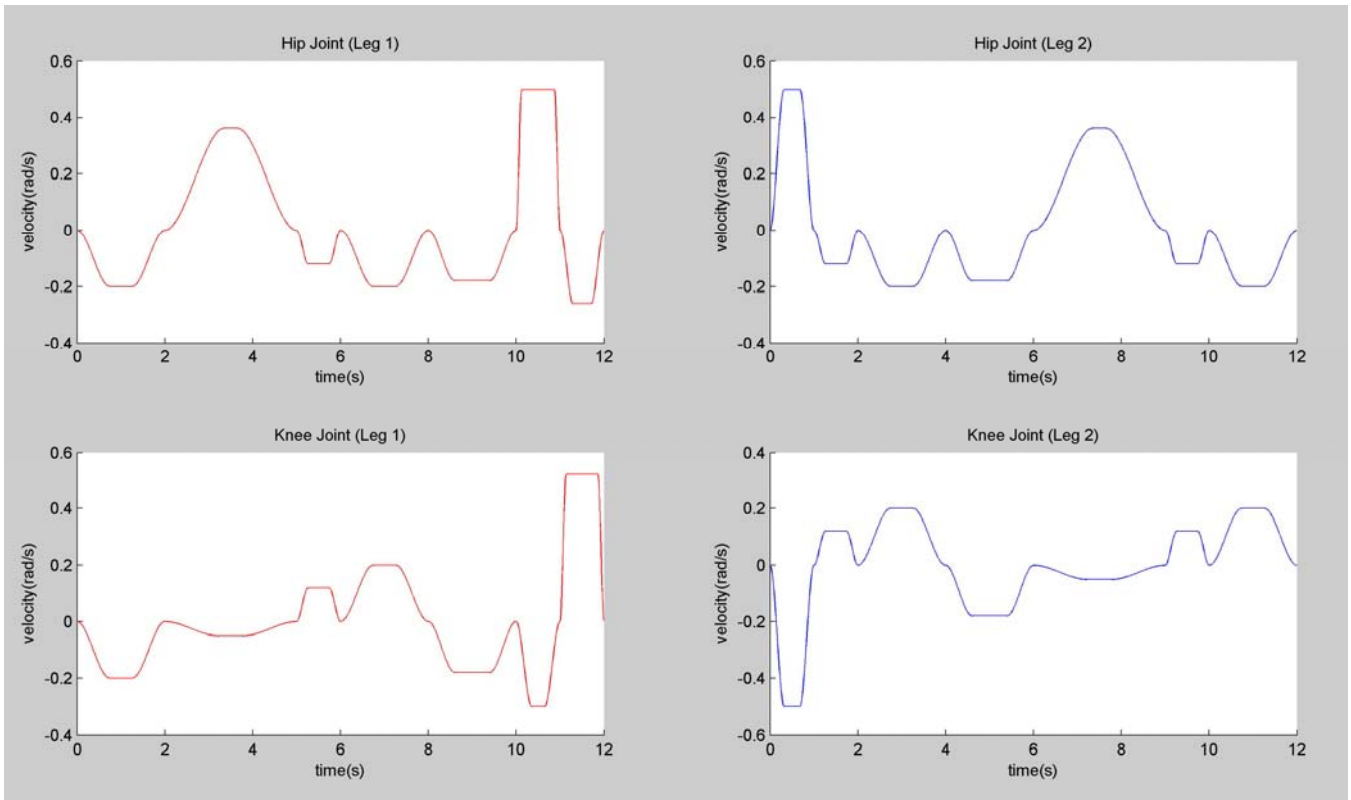 Hip Joint (Leg 1)
0.6
0.4
0.2
0
-0.2
-0.4
velocity(rad/s)
0 2 4 6 8 10 12
time(s)
Hip Joint (Leg 2)
0.6
0.4
0.2
0
-0.2
-0.4
velocity(rad/s)
0 2 4 6 8 10 12
time(s)
Knee Joint (Leg 1)
0.6
0.4
0.2
0
-0.2
-0.4
velocity(rad/s)
0 2 4 6 8 10 12
time(s)
Knee Joint (Leg 2)
0.4
0.2
0
-0.2
-0.4
-0.6
velocity(rad/s)
0 2 4 6 8 10 12
time(s)